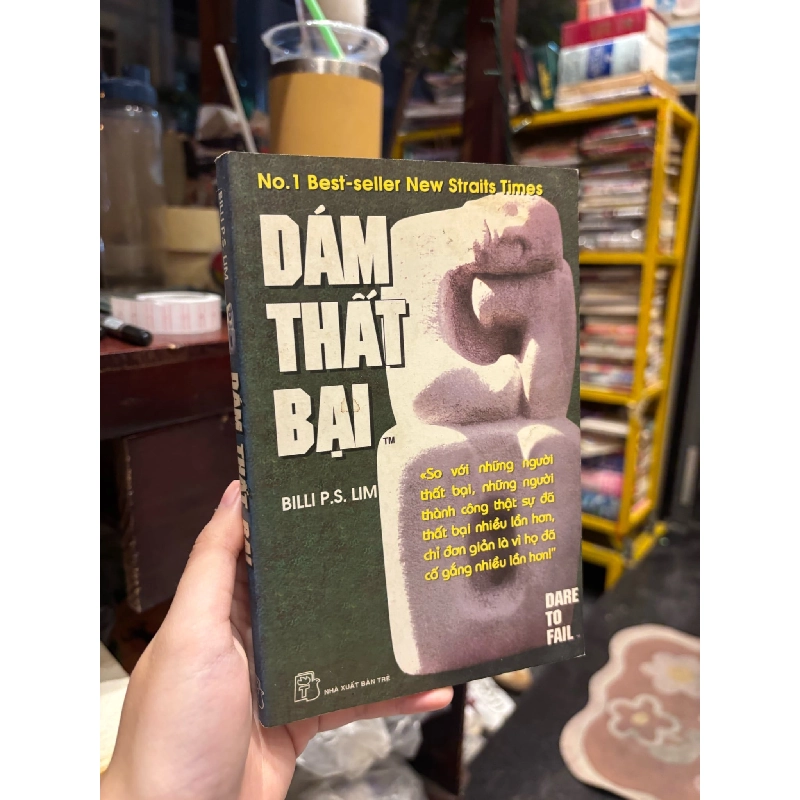 No.1 Best-seller New Straits Times
DÁM
THẤT
BẠI™
BILLI P.S. LIM
«So với những người
thất bại, những người
thành công thật sự đã
thất bại nhiều lần hơn,
chỉ đơn giản là vì họ đã
cố gắng nhiều lần hơn!”
DARE
TO
FAIL
NHÀ XUẤT BẢN TRẺ
BILLI P.S. LIM
DÁM THẤT BẠI